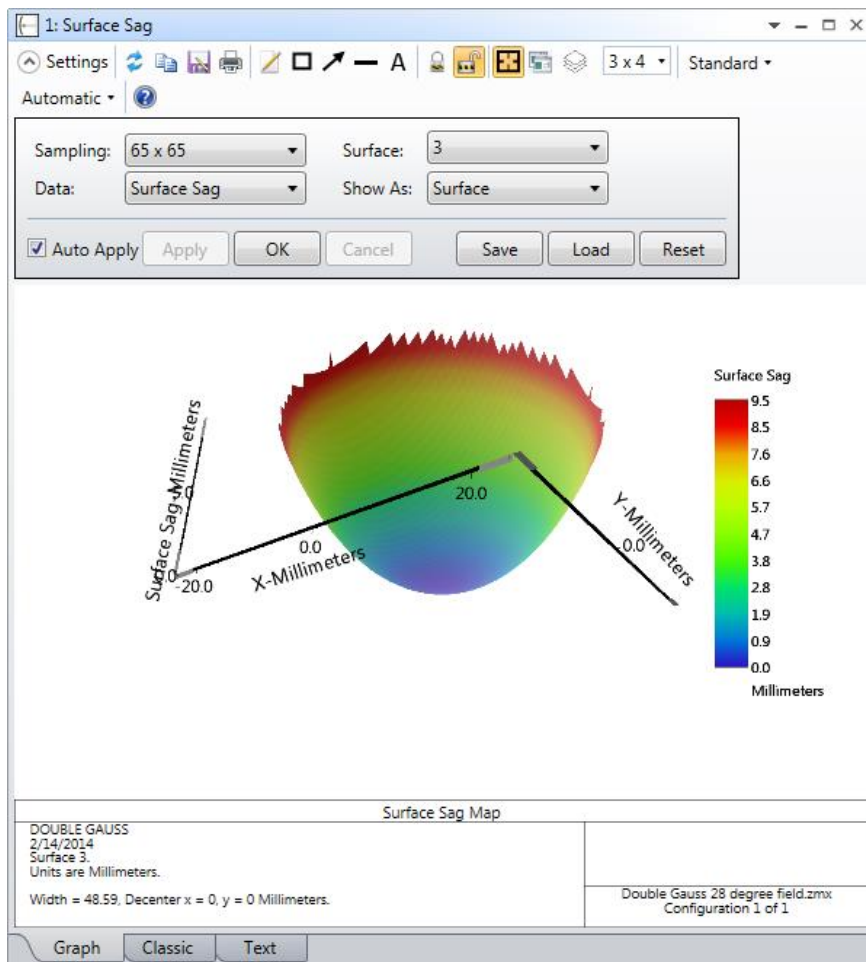 1: Surface Sag
Settings
A
3 x 4
Standard
Automatic
Sampling: 65 x 65 Surface: 3
Data: Surface Sag Show As: Surface
Auto Apply Apply OK Cancel Save Load Reset
Surface Sag
9.5
8.5
7.6
6.6
5.7
4.7
3.8
2.8
1.9
0.9
0.0
Millimeters
Surface Sag-Millimeters
-20.0
0.0
20.0
X-Millimeters
Y-Millimeters
0.0
Surface Sag Map
DOUBLE GAUSS
2/14/2014
Surface 3.
Units are Millimeters.
Width = 48.59, Decenter x = 0, y = 0 Millimeters.
Double Gauss 28 degree field.zmx
Configuration 1 of 1
Graph Classic Text